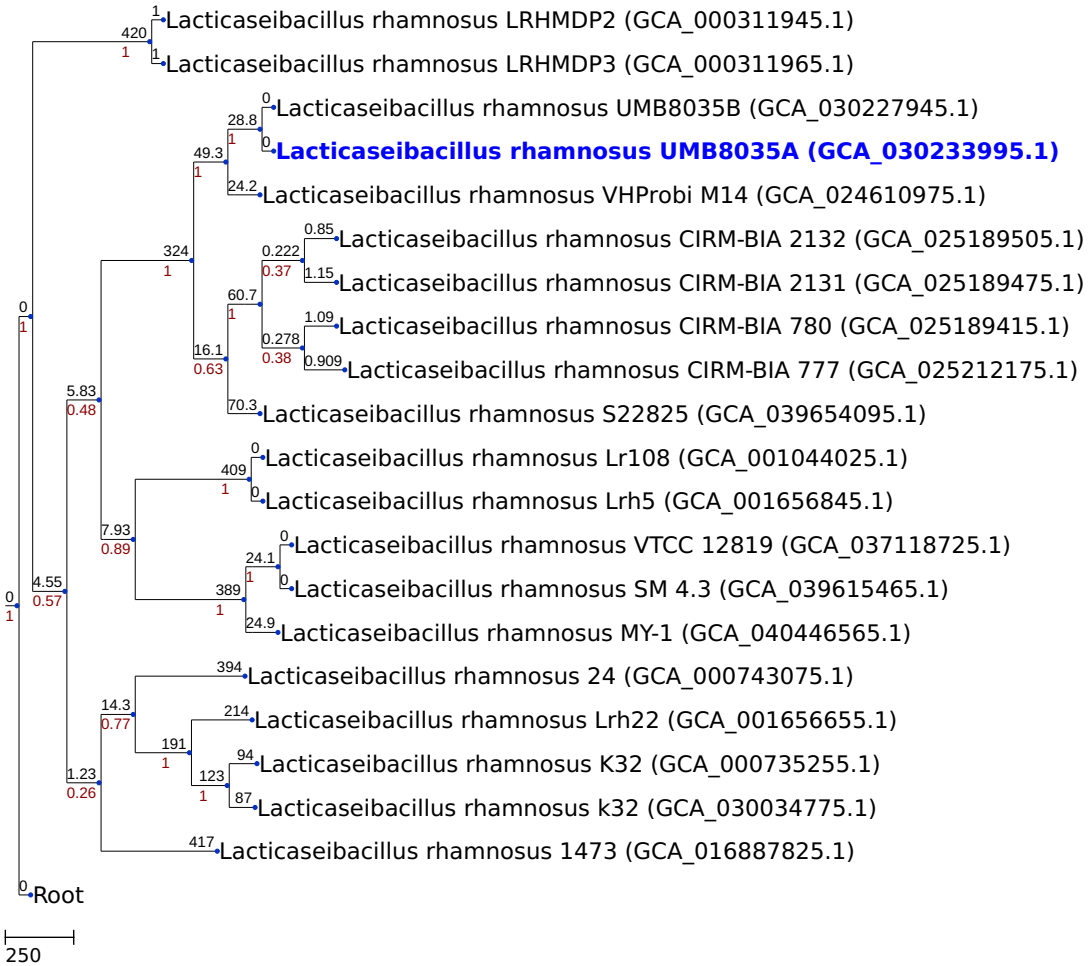 1
Lacticaseibacillus rhamnosus LRHMDP2 (GCA_000311945.1)
420
1
1
Lacticaseibacillus rhamnosus LRHMDP3 (GCA_000311965.1)
0
Lacticaseibacillus rhamnosus UMB8035B (GCA_030227945.1)
28.8
1
0
Lacticaseibacillus rhamnosus UMB8035A (GCA_030233995.1)
49.3
1
24.2
Lacticaseibacillus rhamnosus VHProbi M14 (GCA_024610975.1)
0.85
Lacticaseibacillus rhamnosus CIRM-BIA 2132 (GCA_025189505.1)
324
1
0.222
0.37
1.15
Lacticaseibacillus rhamnosus CIRM-BIA 2131 (GCA_025189475.1)
60.7
1
0
1
1.09
Lacticaseibacillus rhamnosus CIRM-BIA 780 (GCA_025189415.1)
0.278
0.38
16.1
0.63
0.909
Lacticaseibacillus rhamnosus CIRM-BIA 777 (GCA_025212175.1)
5.83
0.48
70.3
Lacticaseibacillus rhamnosus S22825 (GCA_039654095.1)
0
Lacticaseibacillus rhamnosus Lr108 (GCA_001044025.1)
409
1
0
Lacticaseibacillus rhamnosus Lrh5 (GCA_001656845.1)
7.93
0.89
0
Lacticaseibacillus rhamnosus VTCC 12819 (GCA_037118725.1)
24.1
1
0
Lacticaseibacillus rhamnosus SM 4.3 (GCA_039615465.1)
4.55
0.57
389
1
0
1
24.9
Lacticaseibacillus rhamnosus MY-1 (GCA_040446565.1)
394
Lacticaseibacillus rhamnosus 24 (GCA_000743075.1)
14.3
0.77
214
Lacticaseibacillus rhamnosus Lrh22 (GCA_001656655.1)
191
1
94
Lacticaseibacillus rhamnosus K32 (GCA_000735255.1)
1.23
0.26
123
1
87
Lacticaseibacillus rhamnosus k32 (GCA_030034775.1)
417
Lacticaseibacillus rhamnosus 1473 (GCA_016887825.1)
0
Root
250